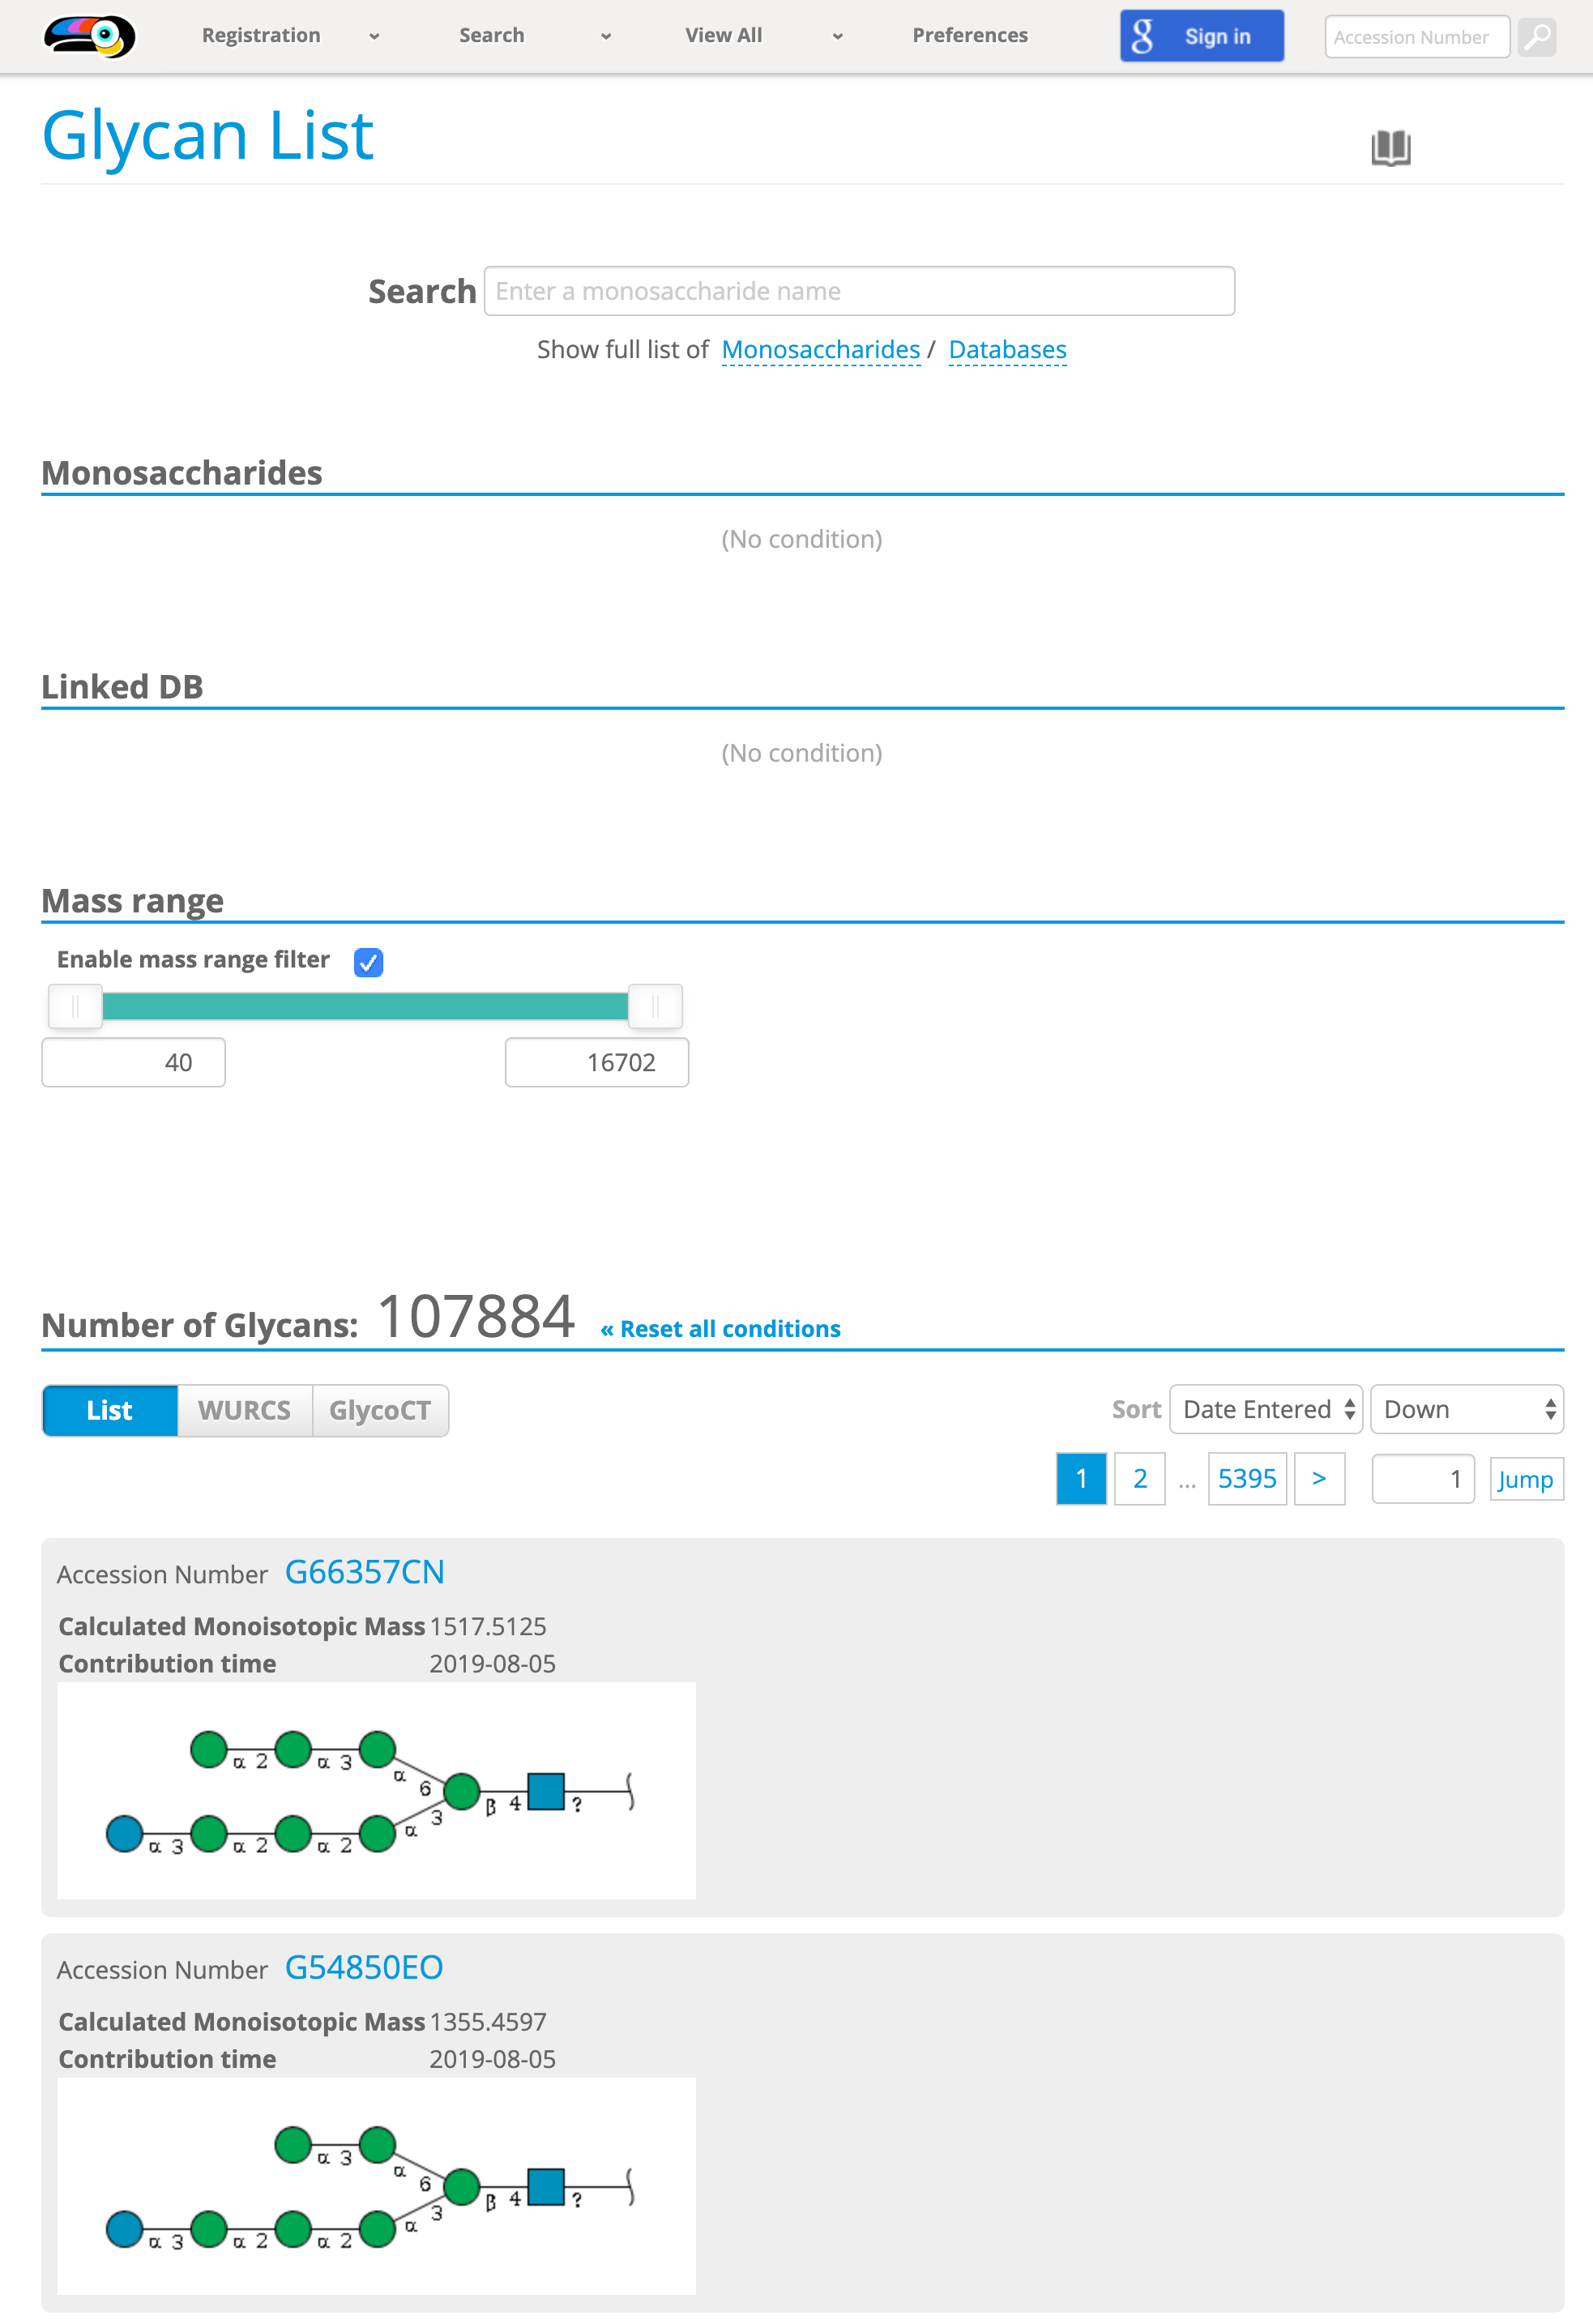 Registration Search View All Preferences g Sign in Accession Number
Glycan List
Search Enter a monosaccharide name
Show full list of Monosaccharides / Databases
Monosaccharides
(No condition)
Linked DB
(No condition)
Mass range
Enable mass range filter
40 16702
Number of Glycans: 107884 « Reset all conditions
List WURCS GlycoCT Sort Date Entered Down
1 2 ... 5395 > 1 Jump
Accession Number G66357CN
Calculated Monoisotopic Mass 1517.5125
Contribution time 2019-08-05
α 2 α 3 α 6
β 4 ?
α 3 α 2 α 2 α 3
Accession Number G54850EO
Calculated Monoisotopic Mass 1355.4597
Contribution time 2019-08-05
α 3 α 6
β 4 ?
α 3 α 2 α 2 α 3